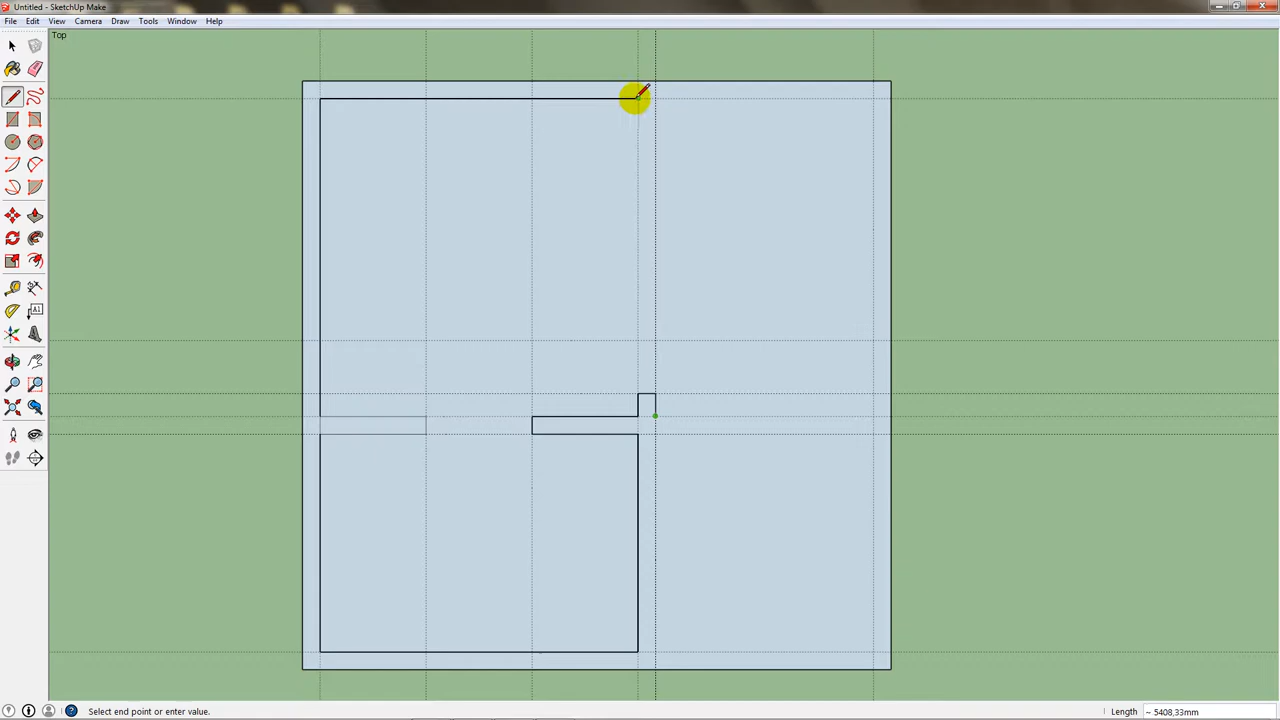 Untitled - SketchUp Make
File Edit View Camera Draw Tools Window Help
Top
A1
Select end point or enter value.
Length ~ 5408,33mm